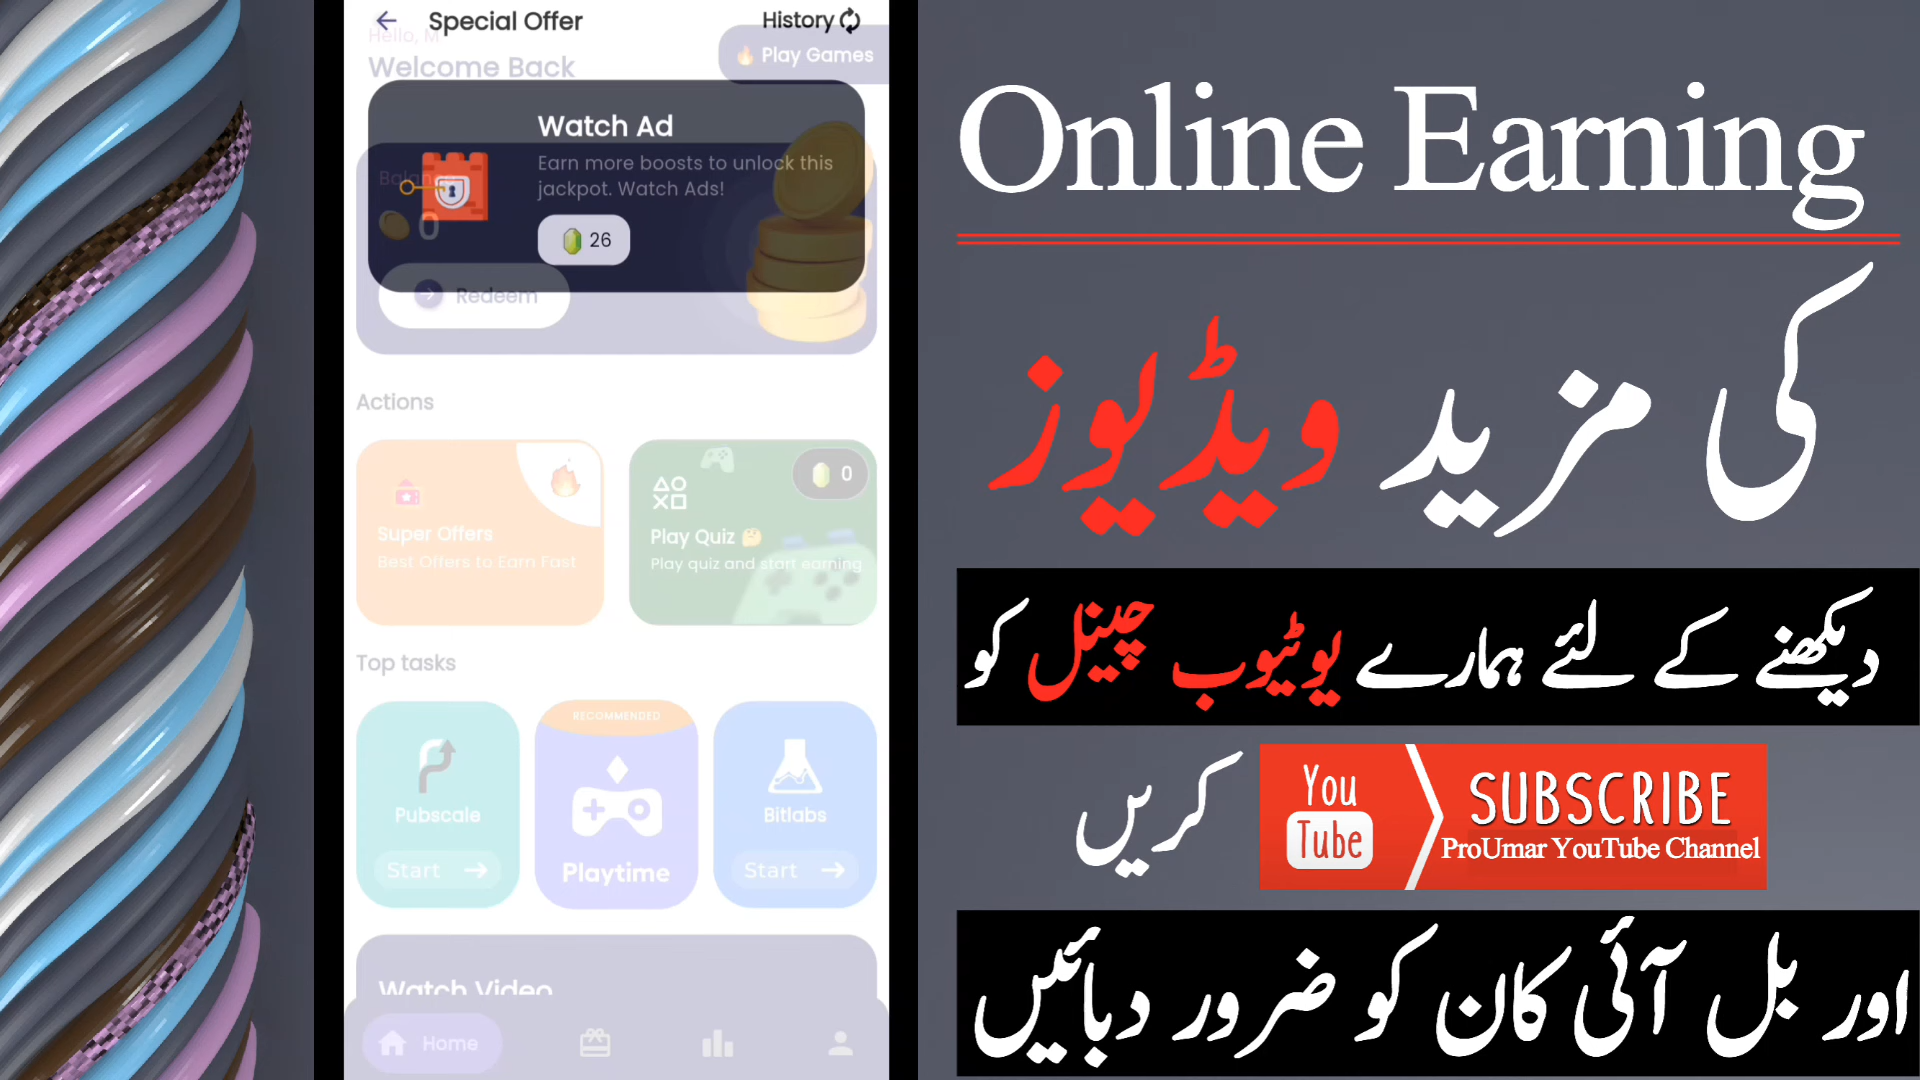 Special Offer
History
Hello, M
Welcome Back
Play Games
Watch Ad
Earn more boosts to unlock this
jackpot. Watch Ads!
Balan
0
26
Redeem
Actions
0
Super Offers
Best Offers to Earn Fast
Play Quiz
Play quiz and start earning
Top tasks
RECOMMENDED
Pubscale
Start
Playtime
Bitlabs
Start
Watch Video
Home
Online Earning
کی مزید ویڈیوز
دیکھنے کے لئے ہمارے یوٹیوب چینل کو
You Tube SUBSCRIBE کریں
ProUmar YouTube Channel
اور بل آئی کان کو ضرور دبائیں